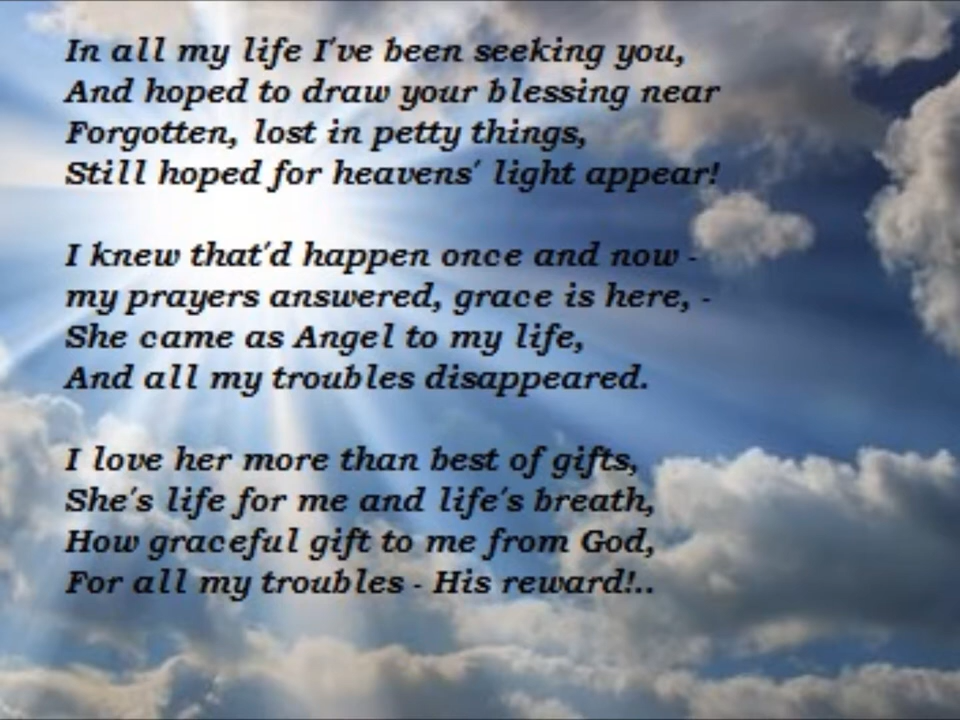 In all my life I've been seeking you,
And hoped to draw your blessing near
Forgotten, lost in petty things,
Still hoped for heavens' light appear!

I knew that'd happen once and now -
my prayers answered, grace is here, -
She came as Angel to my life,
And all my troubles disappeared.

I love her more than best of gifts,
She's life for me and life's breath,
How graceful gift to me from God,
For all my troubles - His reward!..